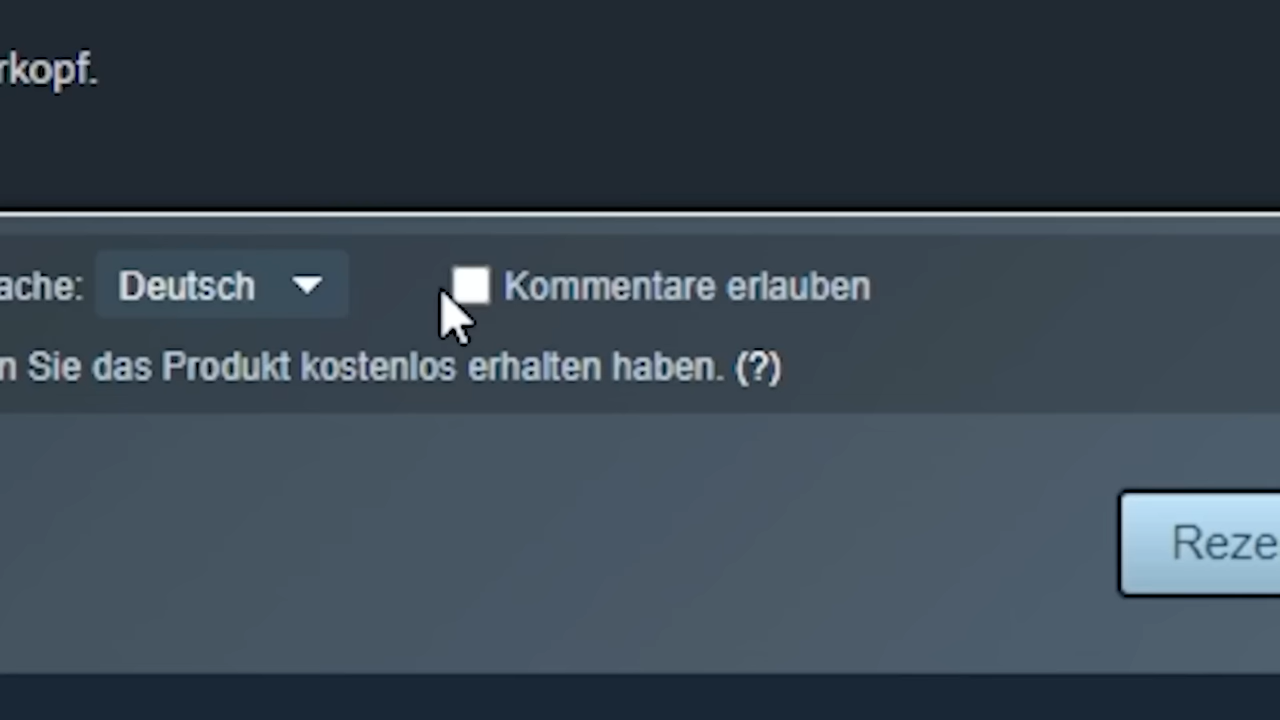 rkopf.
ache: Deutsch Kommentare erlauben
n Sie das Produkt kostenlos erhalten haben. (?)
Reze